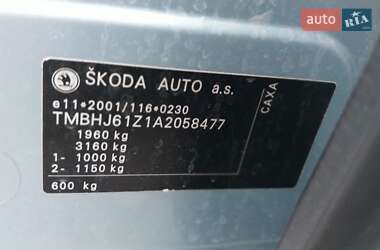 auto RIA
ŠKODA AUTO a.s.
e11*2001/116*0230
TMBHJ61Z1A2058477
1960 kg
3160 kg
1- 1000 kg
2- 1150 kg
600 kg
CAXA